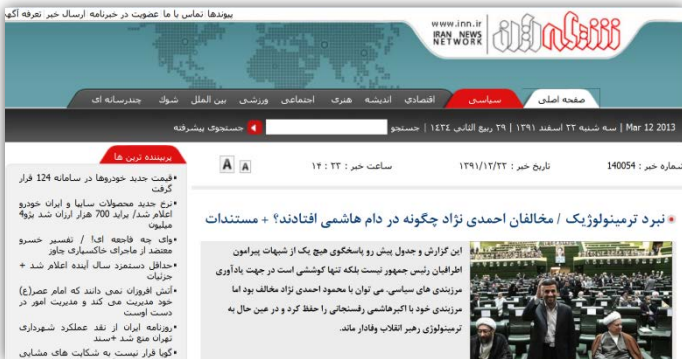 پیوندها تماس با ما عضویت در خبرنامه ارسال خبر تعرفه آگهی
www.inn.ir
IRAN NEWS
NETWORK
شبکه ایران
صفحه اصلی سیاسی اقتصادی اندیشه هنری اجتماعی ورزشی بین الملل شوک چندرسانه ای
Mar 12 2013 | سه شنبه ۲۲ اسفند ۱۳۹۱ | ۲۹ ربیع الثانی ۱٤۳٤ | جستجو
جستجوی پیشرفته
شماره خبر : 140054
تاریخ خبر : ۱۳۹۱/۱۲/۲۲
ساعت خبر : ۲۳ : ۱۴
A A
نبرد ترمینولوژیک / مخالفان احمدی نژاد چگونه در دام هاشمی افتادند؟ + مستندات
این گزارش و جدول پیش رو پاسخگوی هیچ یک از شبهات پیرامون
اطرافیان رئیس جمهور نیست بلکه تنها کوششی است در جهت یادآوری
مرزبندی های سیاسی. می توان با محمود احمدی نژاد مخالف بود اما
مرزبندی خود با اکبرهاشمی رفسنجانی را حفظ کرد و در عین حال به
ترمینولوژی رهبر انقلاب وفادار ماند.
پربیننده ترین ها
قیمت جدید خودروها در سامانه 124 قرار
گرفت
نرخ جدید محصولات سایپا و ایران خودرو
اعلام شد/ پراید 700 هزار ارزان شد پژو4
میلیون
وای چه فاجعه ای! / تفسیر خسرو
معتضد از ماجرای خاکسپاری چاوز
حداقل دستمزد سال آینده اعلام شد +
جزئیات
آتش افروزان نمی دانند که امام عصر(ع)
خود مدیریت می کند و مدیریت امور در
دست اوست
روزنامه ایران از نقد عملکرد شهرداری
تهران منع شد +سند
گویا قرار نیست به شکایت های مشایی